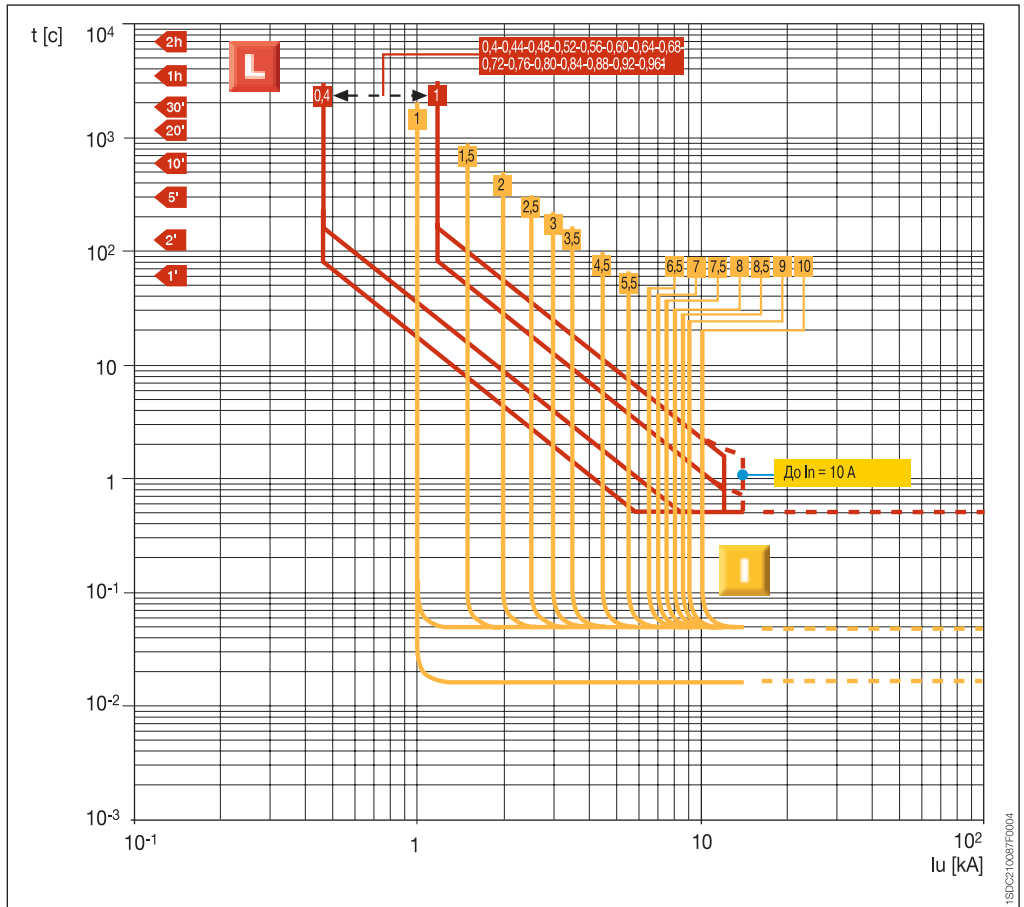 t [c]
10⁴
2h
1h
30'
20'
10³
10'
5'
2'
10²
1'
10
1
10⁻¹
10⁻²
10⁻³
L
0,4-0,44-0,48-0,52-0,56-0,60-0,64-0,68-
0,72-0,76-0,80-0,84-0,88-0,92-0,961
0,4
1
1
1,5
2
2,5
3
3,5
4,5
5,5
6,5 7 7,5 8 8,5 9 10
До In = 10 A
I
10⁻¹ 1 10 10²
Iu [kA]
1SDC210087F0004